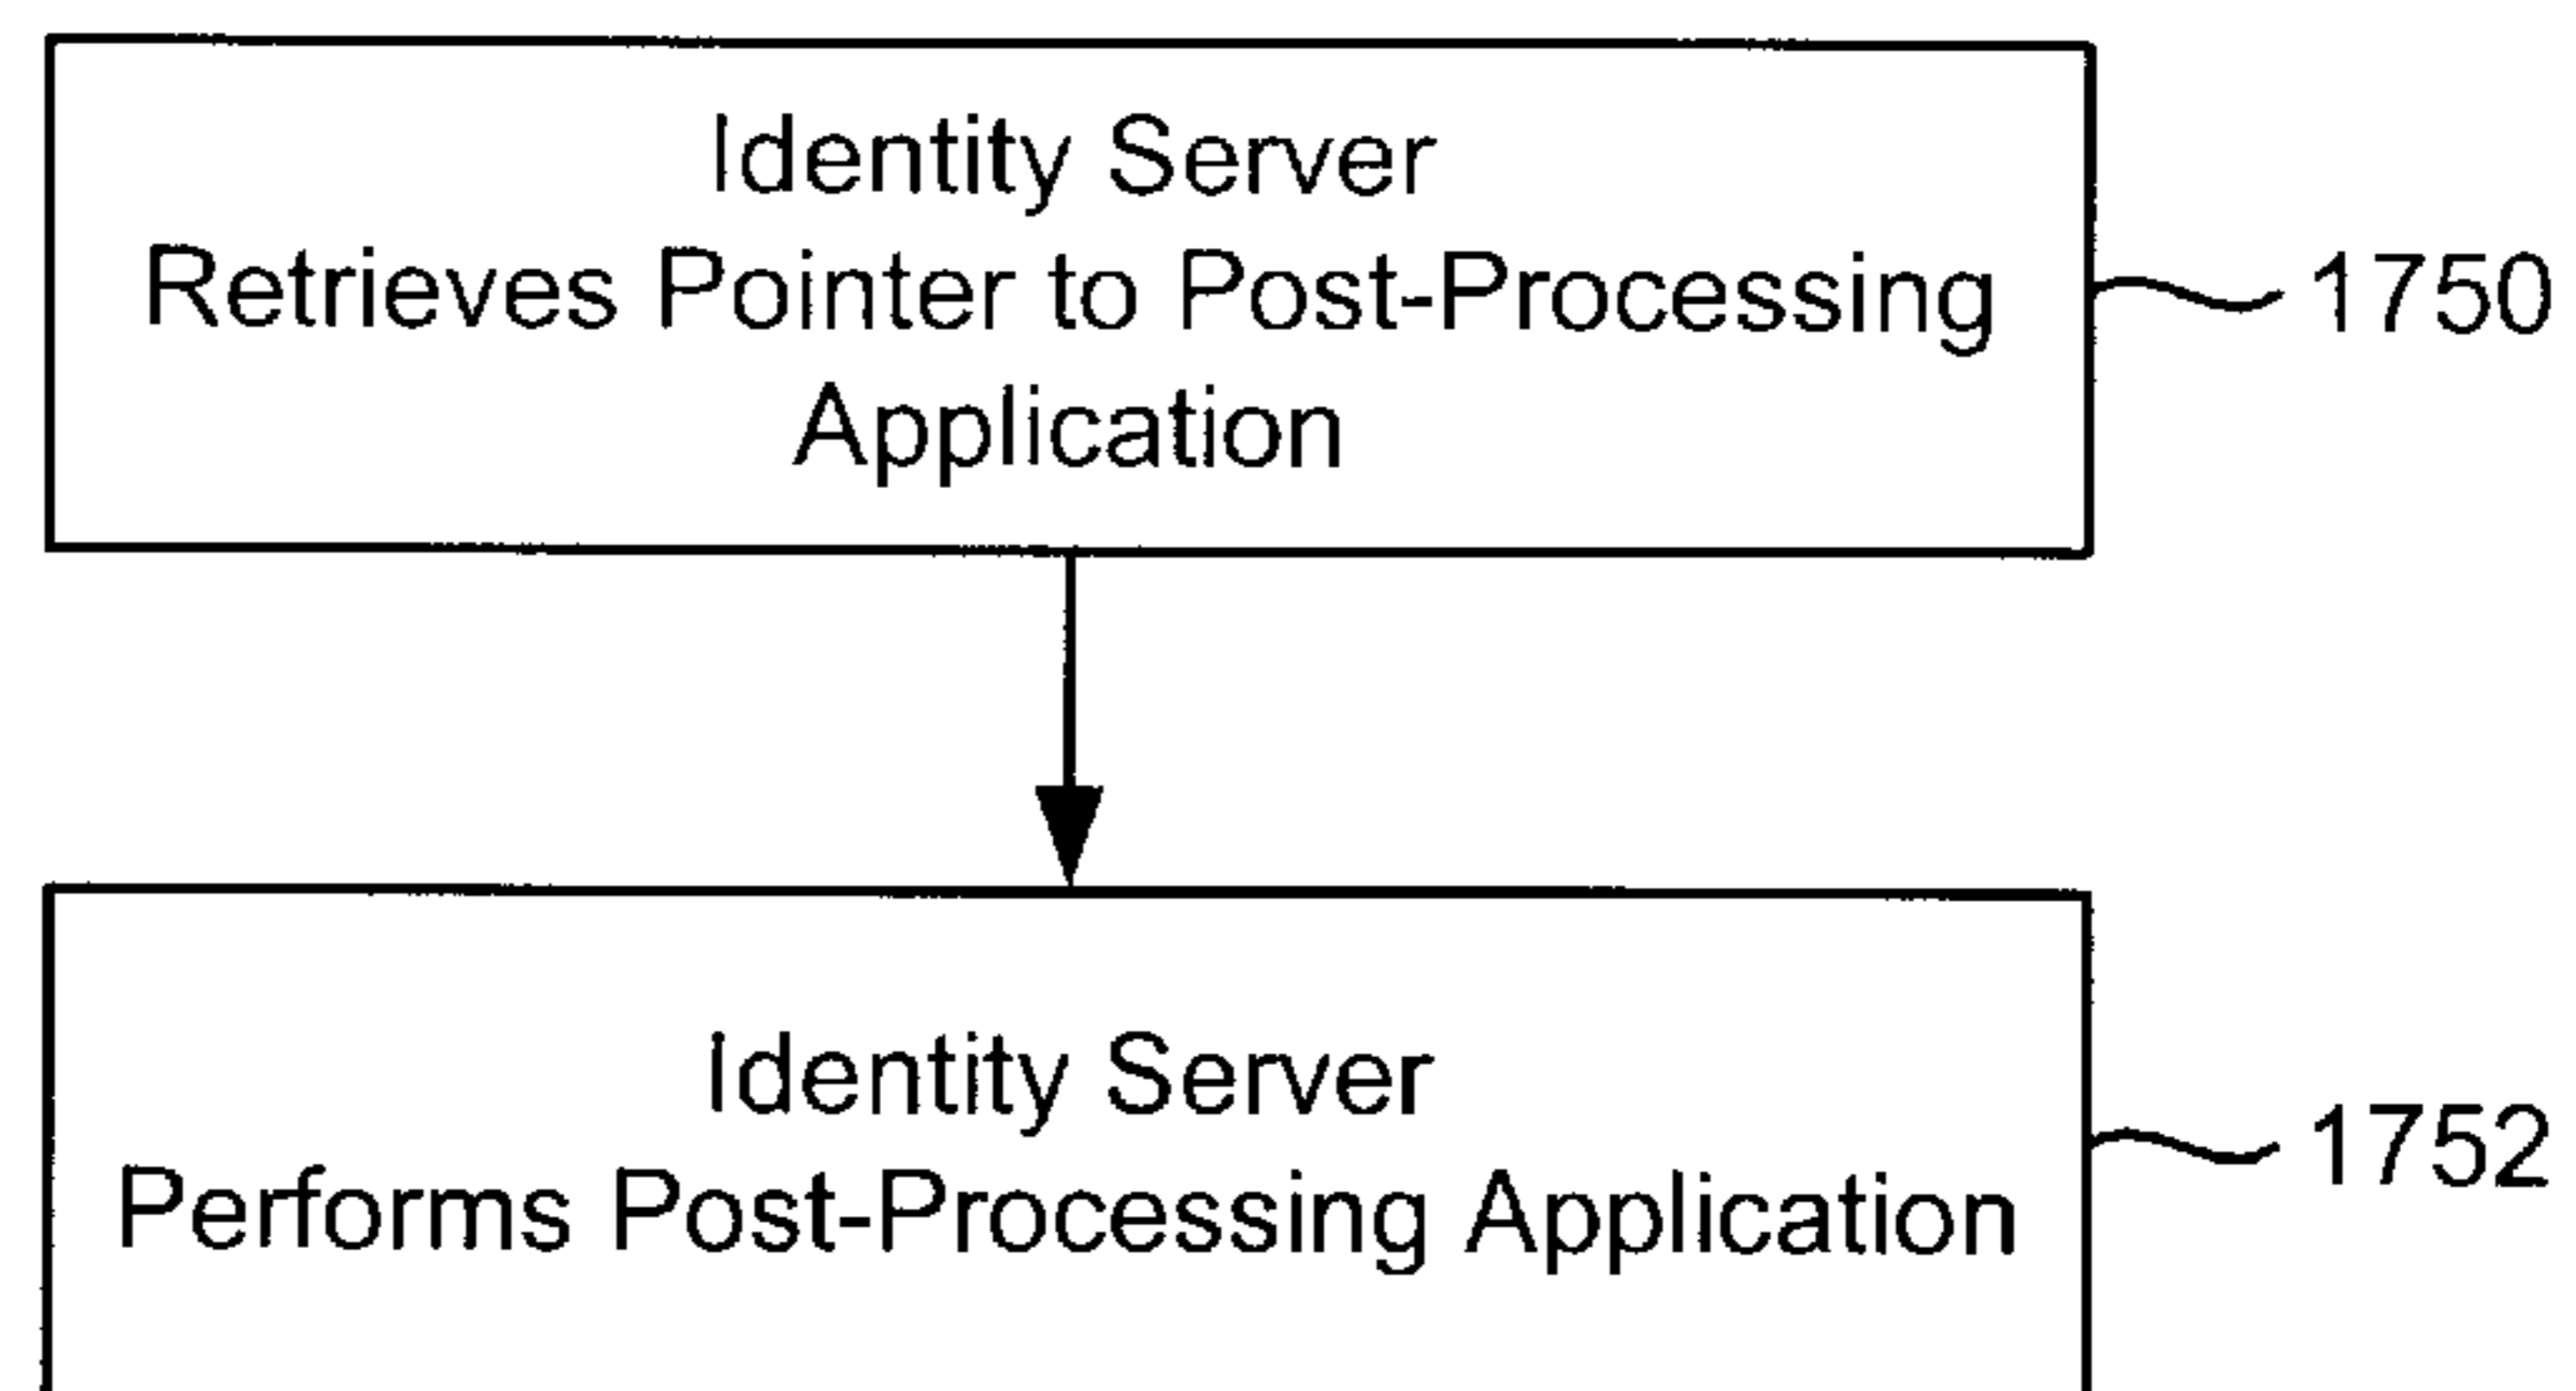 Identity Server
Retrieves Pointer to Post-Processing
Application
1750
Identity Server
Performs Post-Processing Application
1752